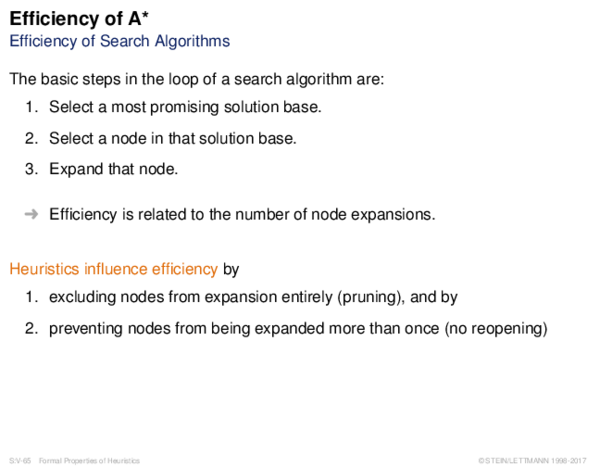 Efficiency of A*
Efficiency of Search Algorithms
The basic steps in the loop of a search algorithm are:
1. Select a most promising solution base.
2. Select a node in that solution base.
3. Expand that node.
➜ Efficiency is related to the number of node expansions.
Heuristics influence efficiency by
1. excluding nodes from expansion entirely (pruning), and by
2. preventing nodes from being expanded more than once (no reopening)
S:V-65 Formal Properties of Heuristics ©STEIN/LETTMANN 1998-2017